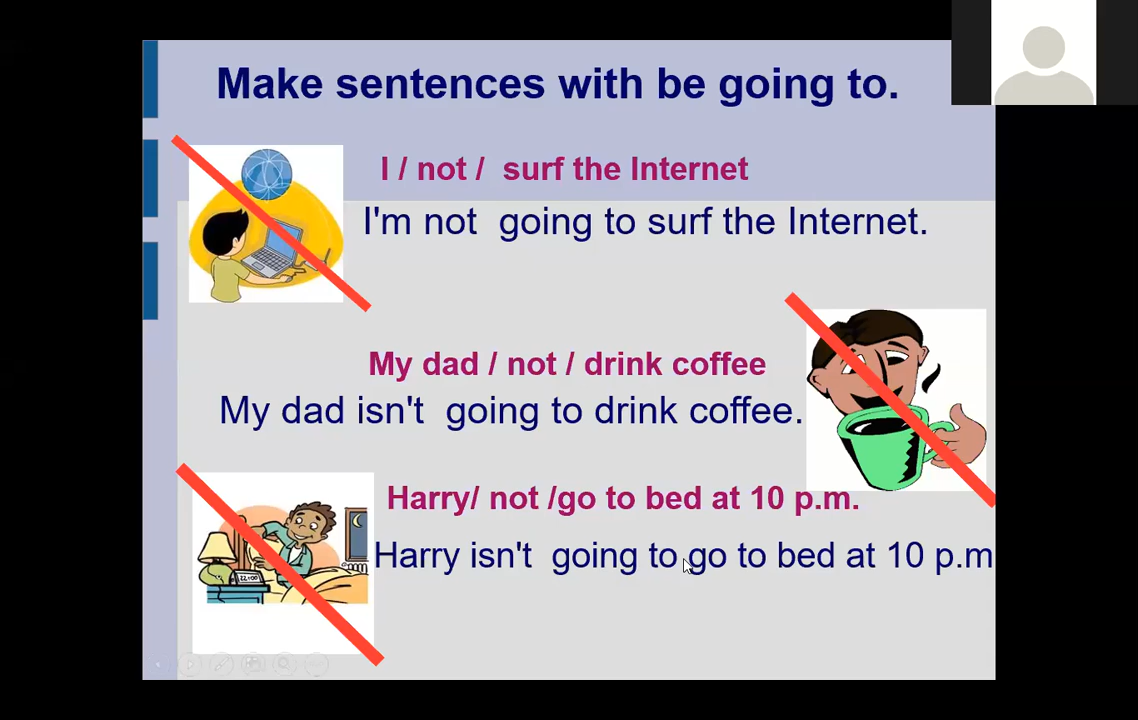 Make sentences with be going to.
I / not / surf the Internet
I'm not going to surf the Internet.
My dad / not / drink coffee
My dad isn't going to drink coffee.
Harry/ not /go to bed at 10 p.m.
Harry isn't going to go to bed at 10 p.m
22:00